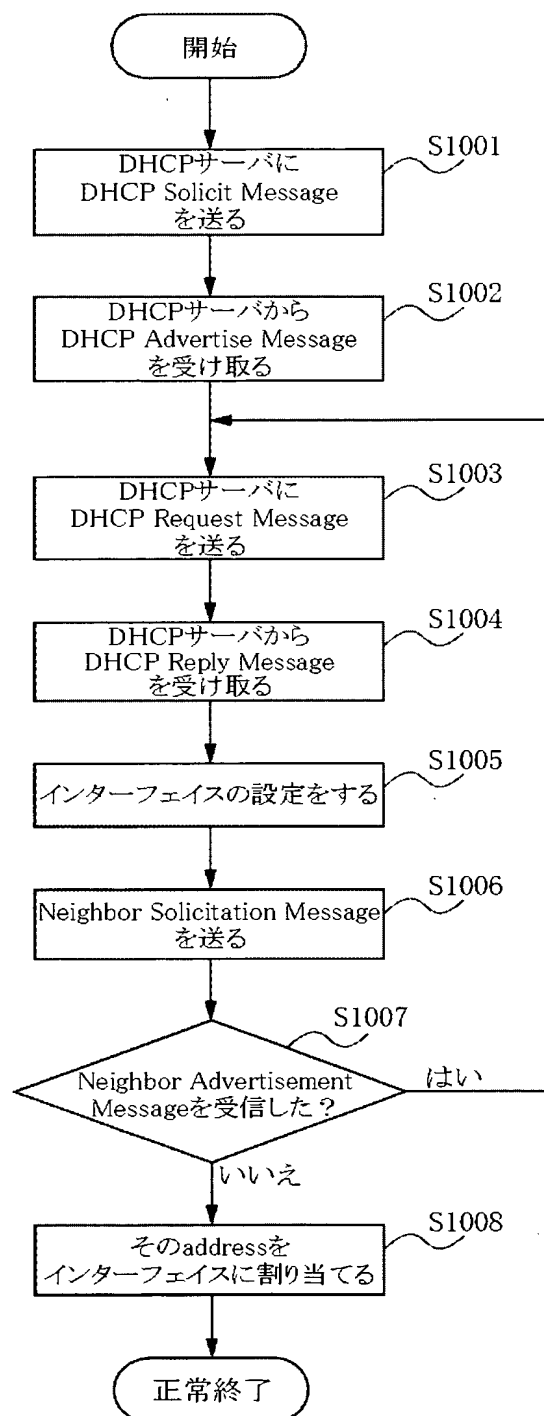 開始
S1001
DHCPサーバに
DHCP Solicit Message
を送る
S1002
DHCPサーバから
DHCP Advertise Message
を受け取る
S1003
DHCPサーバに
DHCP Request Message
を送る
S1004
DHCPサーバから
DHCP Reply Message
を受け取る
S1005
インターフェイスの設定をする
S1006
Neighbor Solicitation Message
を送る
S1007
Neighbor Advertisement
Messageを受信した?
はい
いいえ
S1008
そのaddressを
インターフェイスに割り当てる
正常終了